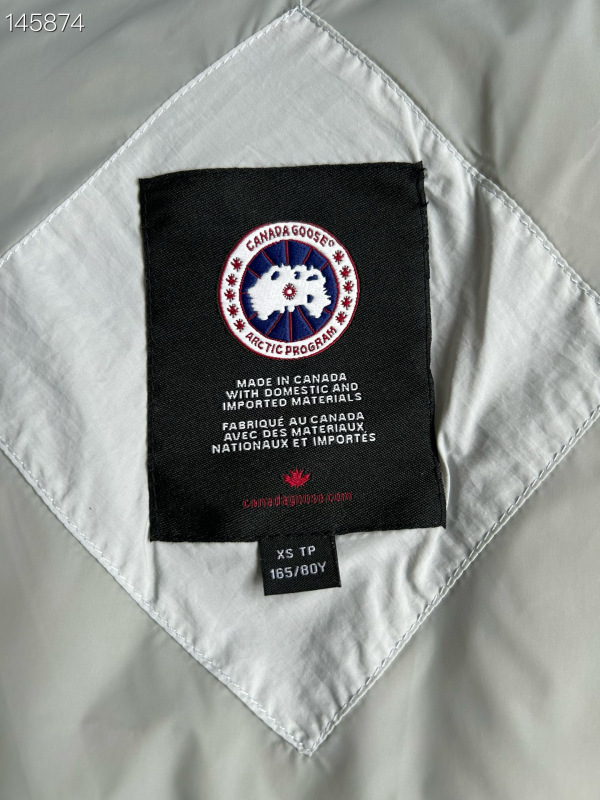 145874
CANADA GOOSE®
ARCTIC PROGRAM
MADE IN CANADA
WITH DOMESTIC AND
IMPORTED MATERIALS
FABRIQUÉ AU CANADA
AVEC DES MATERIAUX
NATIONAUX ET IMPORTÉS
canadagoose.com
XS TP
165/80Y